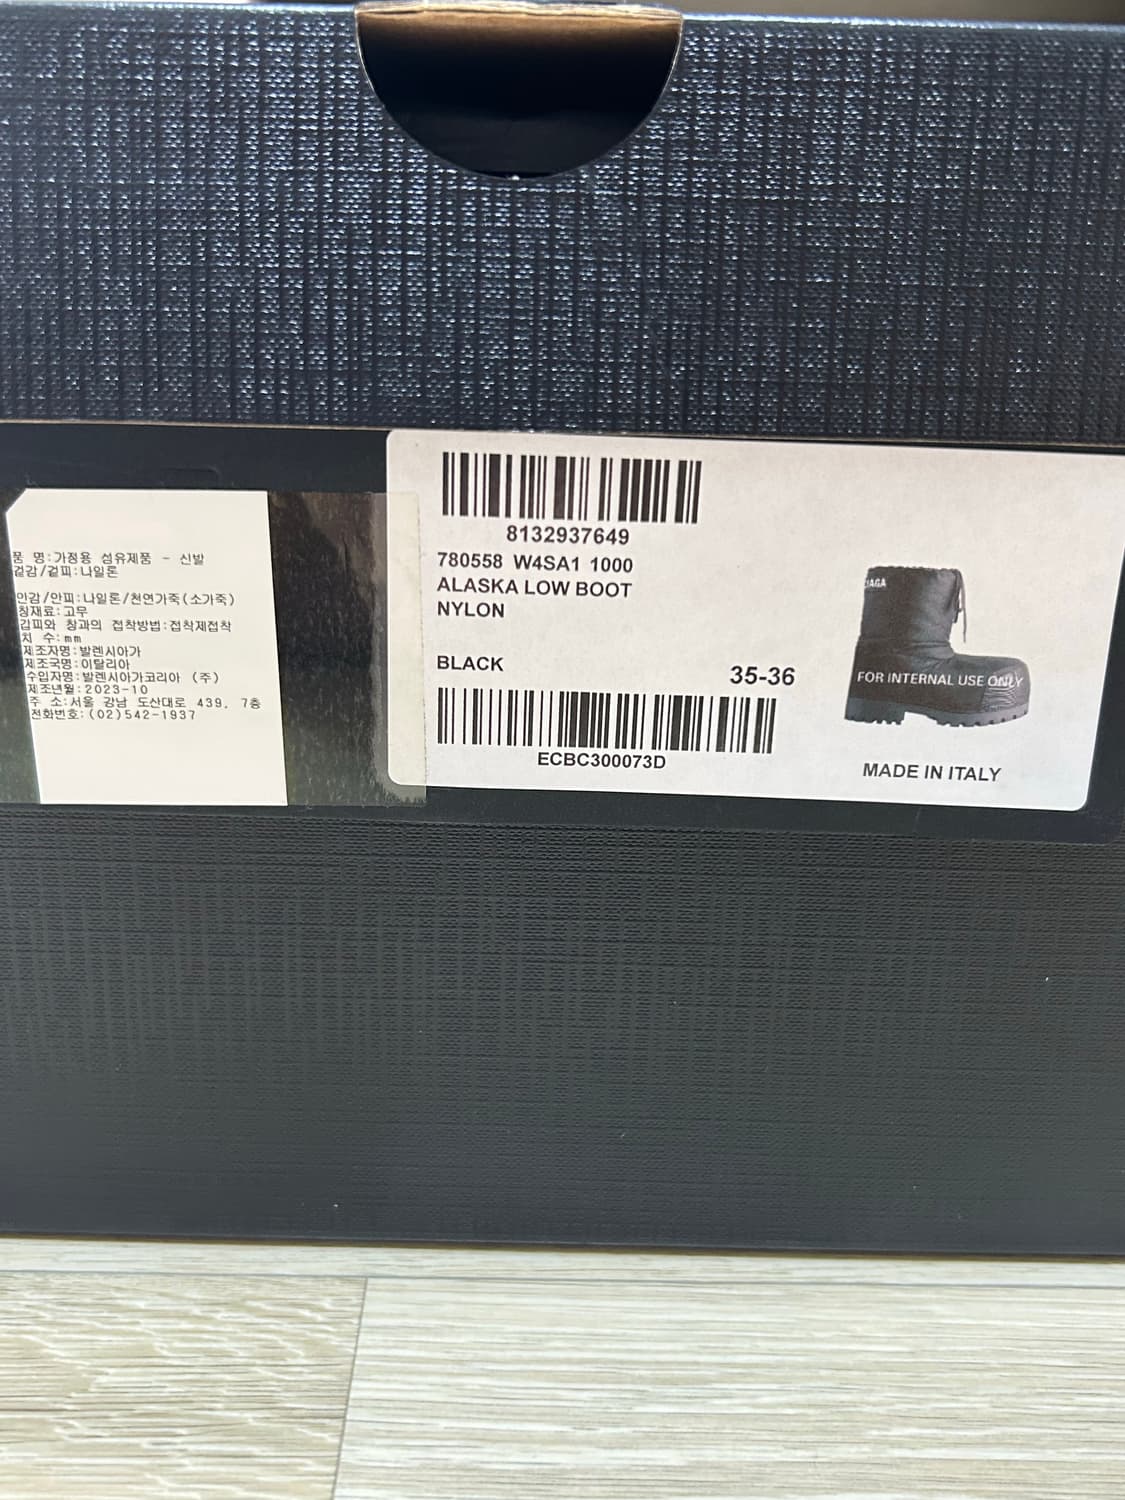 품 명:가정용 섬유제품 - 신발
겉감/겉피:나일론
안감/안피:나일론/천연가죽(소가죽)
창재료:고무
갑피와 창과의 접착방법:접착제접착
치 수:mm
제조자명:발렌시아가
제조국명:이탈리아
수입자명:발렌시아가코리아 (주)
제조년월:2023-10
주 소:서울 강남 도산대로 439, 7층
전화번호:(02)542-1937
8132937649
780558 W4SA1 1000
ALASKA LOW BOOT
NYLON
BLACK
35-36
ECBC300073D
IAGA
FOR INTERNAL USE ONLY
MADE IN ITALY